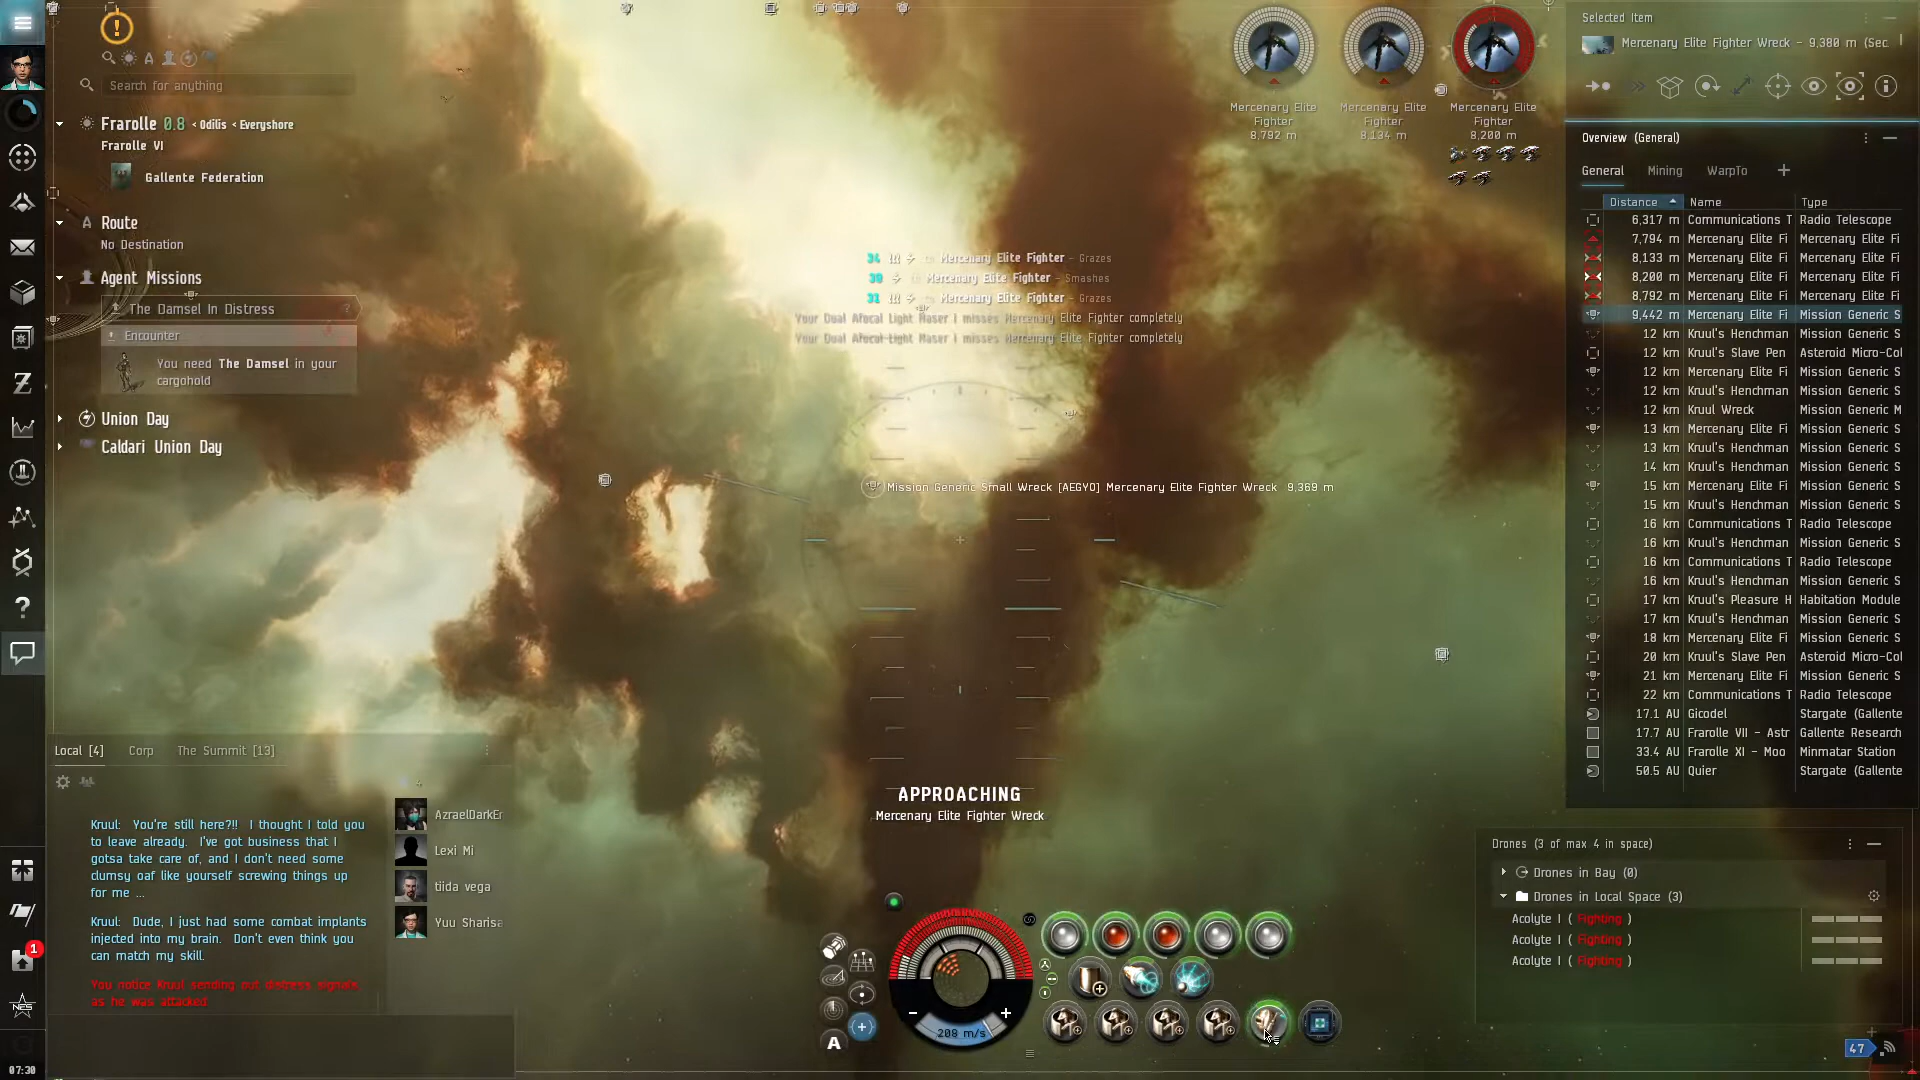 Search for anything
Frarolle 0.8 < Odilis < Everyshore
Frarolle VI
Gallente Federation
Route
No Destination
Agent Missions
The Damsel In Distress
?
Encounter
You need The Damsel in your
cargohold
Union Day
Caldari Union Day
Mercenary Elite
Fighter
8,792 m
Mercenary Elite
Fighter
8,134 m
Mercenary Elite
Fighter
8,200 m
34 Mercenary Elite Fighter - Grazes
30 Mercenary Elite Fighter - Smashes
31 Mercenary Elite Fighter - Grazes
Your Dual Afocal Light Maser I misses Mercenary Elite Fighter completely
Your Dual Afocal Light Maser I misses Mercenary Elite Fighter completely
Mission Generic Small Wreck [AEGYO] Mercenary Elite Fighter Wreck 9,369 m
APPROACHING
Mercenary Elite Fighter Wreck
208 m/s
A
Selected Item
Mercenary Elite Fighter Wreck - 9,380 m (Sec.
Overview (General)
General Mining WarpTo +
Distance Name Type
6,317 m Communications T Radio Telescope
7,794 m Mercenary Elite Fi Mercenary Elite Fi
8,133 m Mercenary Elite Fi Mercenary Elite Fi
8,200 m Mercenary Elite Fi Mercenary Elite Fi
8,792 m Mercenary Elite Fi Mercenary Elite Fi
9,442 m Mercenary Elite Fi Mission Generic S
12 km Kruul's Henchman Mission Generic S
12 km Kruul's Slave Pen Asteroid Micro-Col
12 km Mercenary Elite Fi Mission Generic S
12 km Kruul's Henchman Mission Generic S
12 km Kruul Wreck Mission Generic M
13 km Mercenary Elite Fi Mission Generic S
13 km Kruul's Henchman Mission Generic S
14 km Kruul's Henchman Mission Generic S
15 km Mercenary Elite Fi Mission Generic S
15 km Kruul's Henchman Mission Generic S
16 km Communications T Radio Telescope
16 km Kruul's Henchman Mission Generic S
16 km Communications T Radio Telescope
16 km Kruul's Henchman Mission Generic S
17 km Kruul's Pleasure H Habitation Module
17 km Kruul's Henchman Mission Generic S
18 km Mercenary Elite Fi Mission Generic S
20 km Kruul's Slave Pen Asteroid Micro-Col
21 km Mercenary Elite Fi Mission Generic S
22 km Communications T Radio Telescope
17.1 AU Gicodel Stargate (Gallente
17.7 AU Frarolle VII - Astr Gallente Research
33.4 AU Frarolle XI - Moo Minmatar Station
50.5 AU Quier Stargate (Gallente
Drones (3 of max 4 in space)
Drones in Bay (0)
Drones in Local Space (3)
Acolyte I ( Fighting )
Acolyte I ( Fighting )
Acolyte I ( Fighting )
47
Local [4] Corp The Summit [13]
Kruul: You're still here?!! I thought I told you
to leave already. I've got business that I
gotsa take care of, and I don't need some
clumsy oaf like yourself screwing things up
for me ...
Kruul: Dude, I just had some combat implants
injected into my brain. Don't even think you
can match my skill.
You notice Kruul sending out distress signals
as he was attacked
AzraelDarkEr
Lexi Mi
tiida vega
Yuu Sharisa
1
NES
07:30